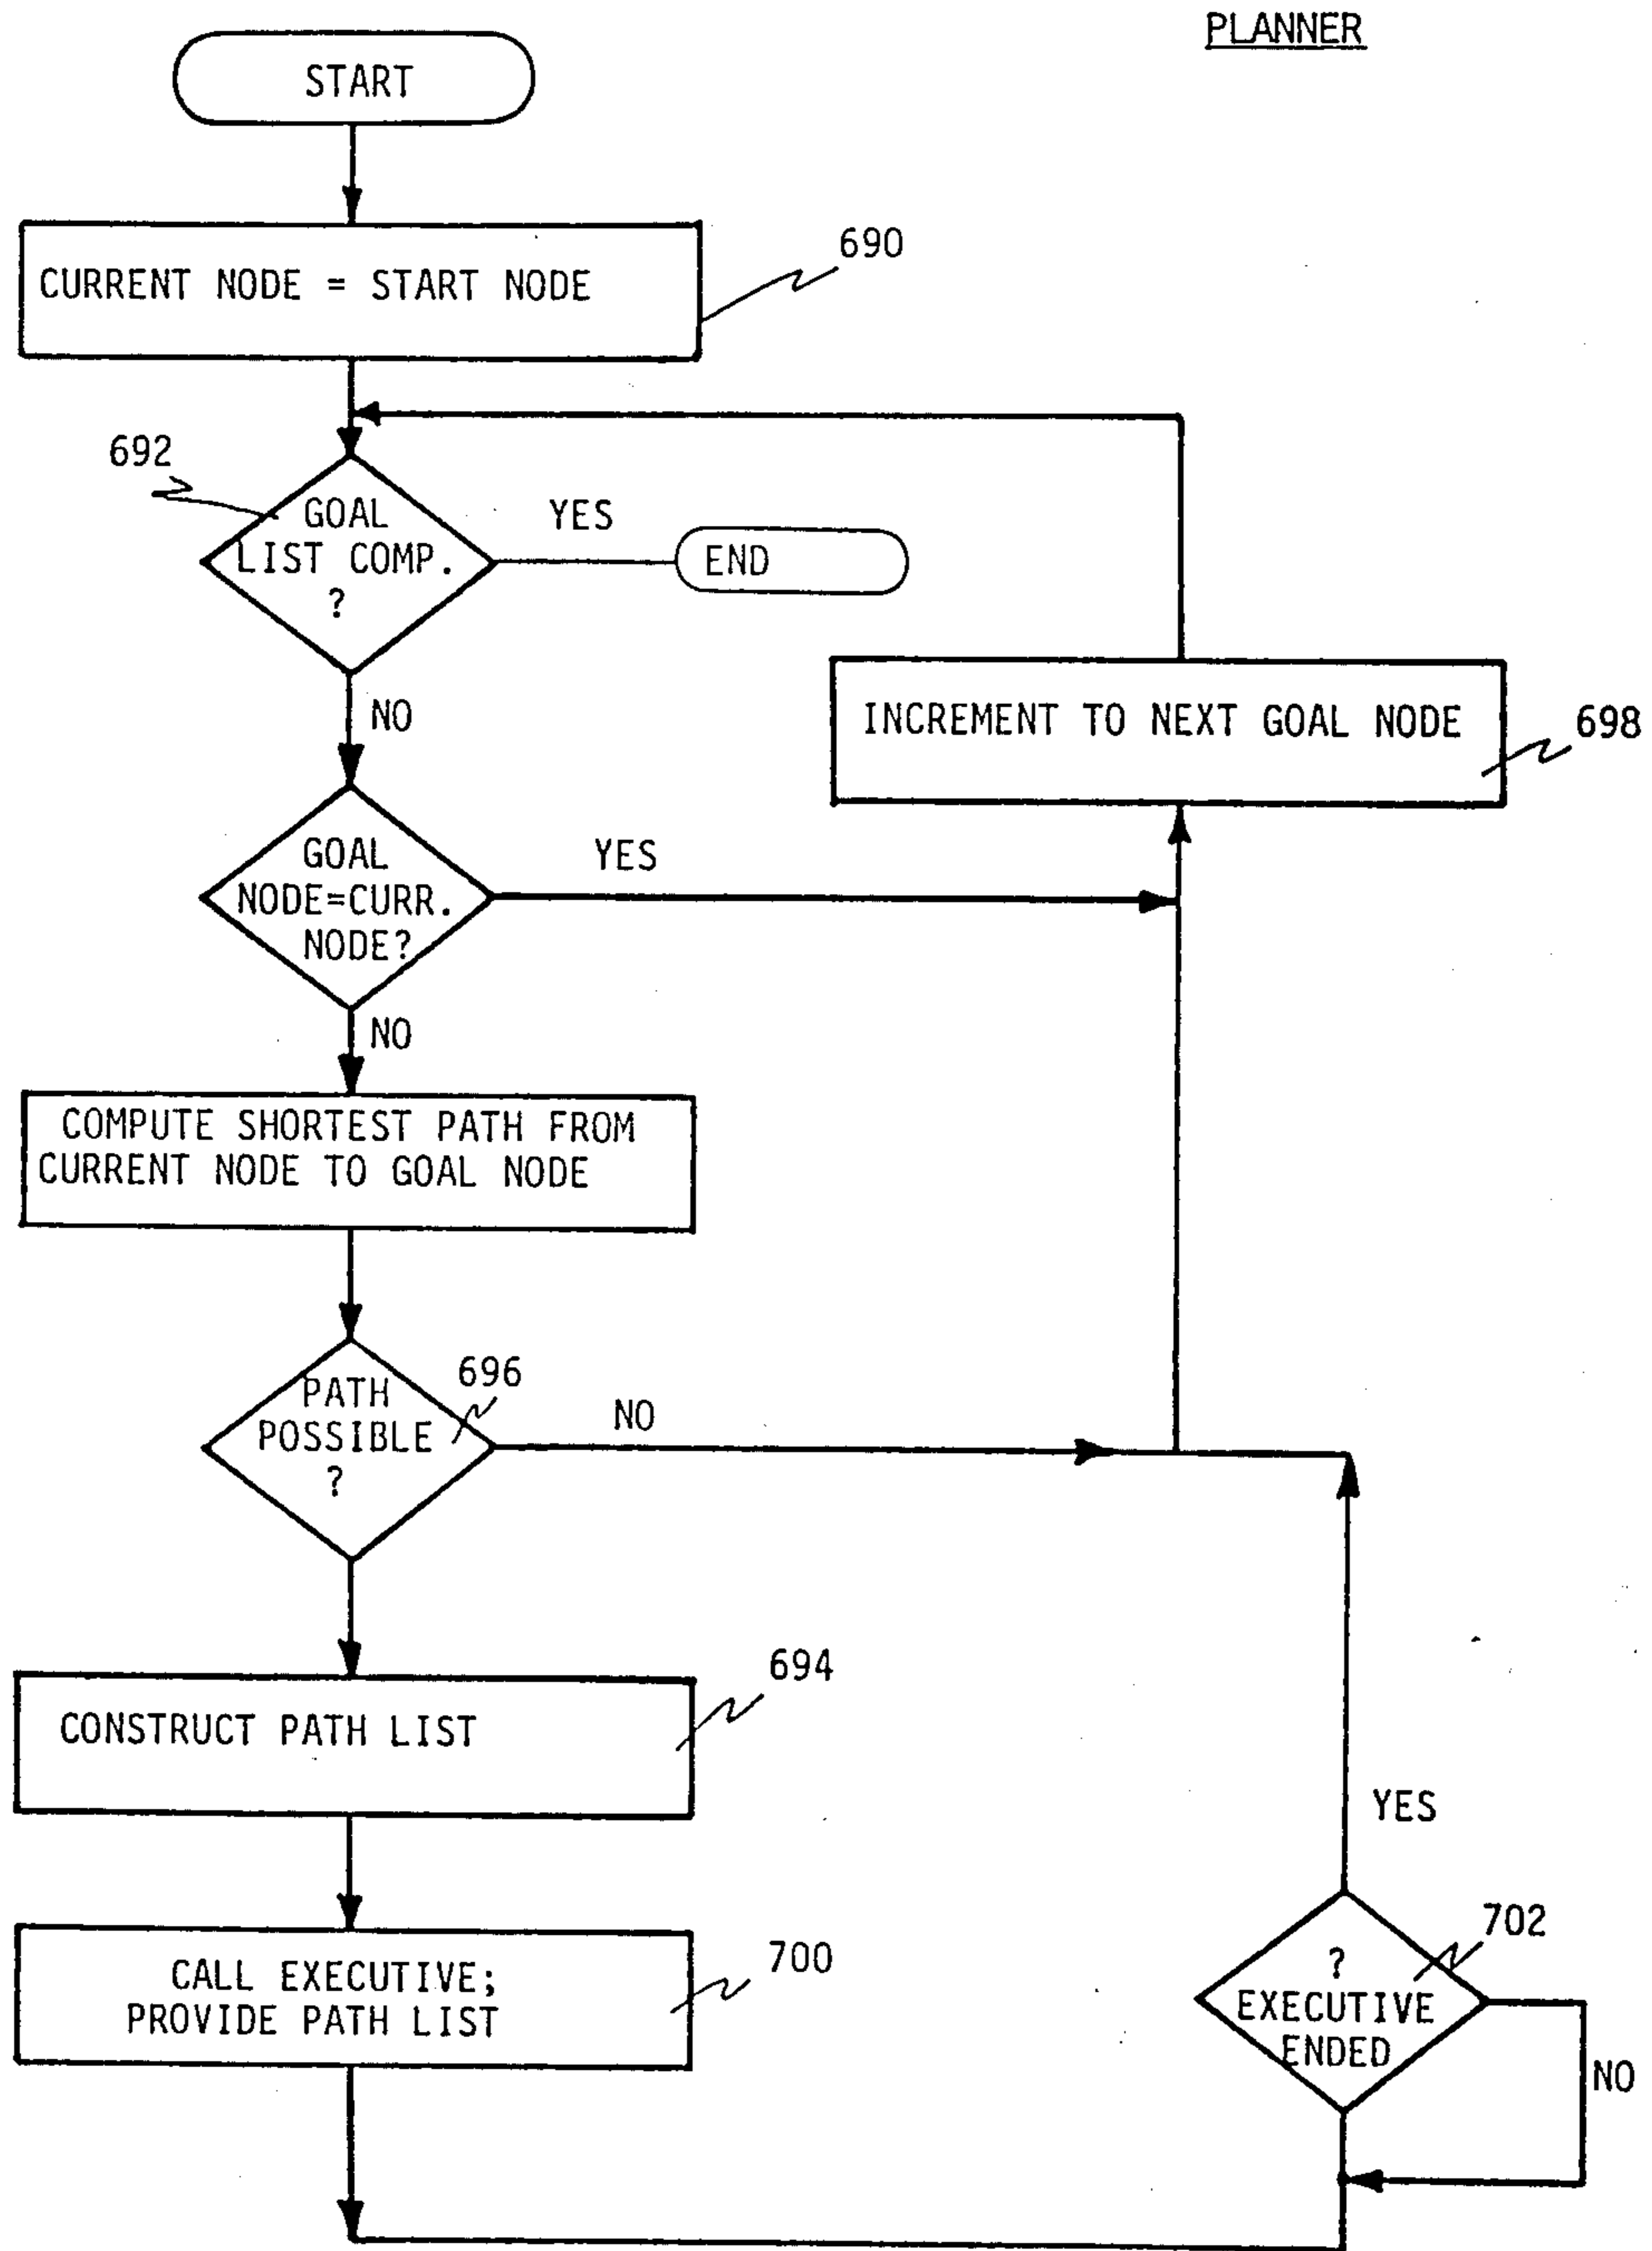 PLANNER
START
CURRENT NODE = START NODE
690
692
GOAL
LIST COMP.
?
YES
END
NO
INCREMENT TO NEXT GOAL NODE
698
GOAL
NODE=CURR.
NODE?
YES
NO
COMPUTE SHORTEST PATH FROM
CURRENT NODE TO GOAL NODE
PATH
POSSIBLE
?
696
NO
CONSTRUCT PATH LIST
694
CALL EXECUTIVE;
PROVIDE PATH LIST
700
YES
702
?
EXECUTIVE
ENDED
NO